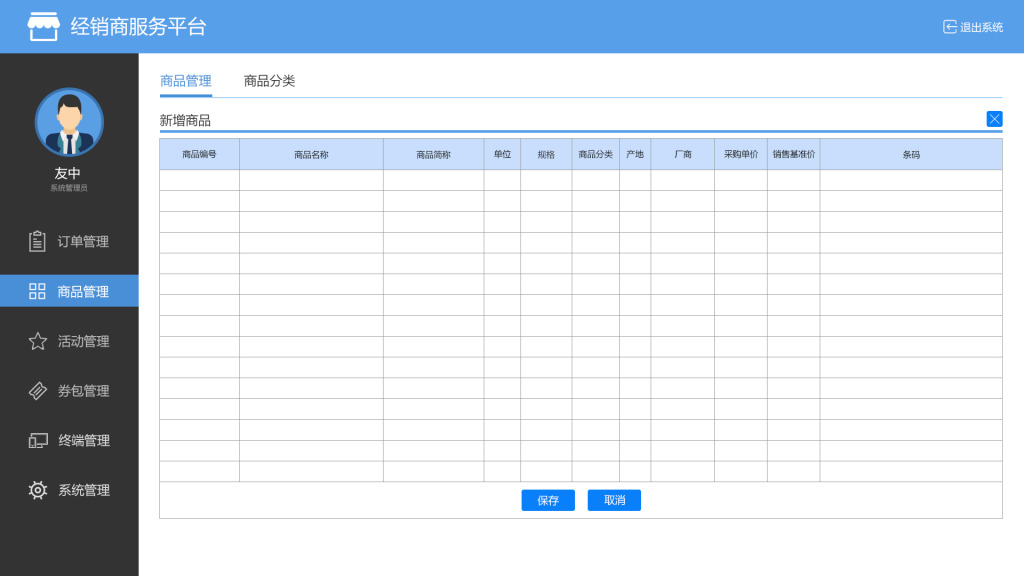 经销商服务平台
退出系统
友中
系统管理员
订单管理
商品管理
活动管理
券包管理
终端管理
系统管理
商品管理 商品分类
新增商品
商品编号 商品名称 商品简称 单位 规格 商品分类 产地 厂商 采购单价 销售基准价 条码
保存 取消